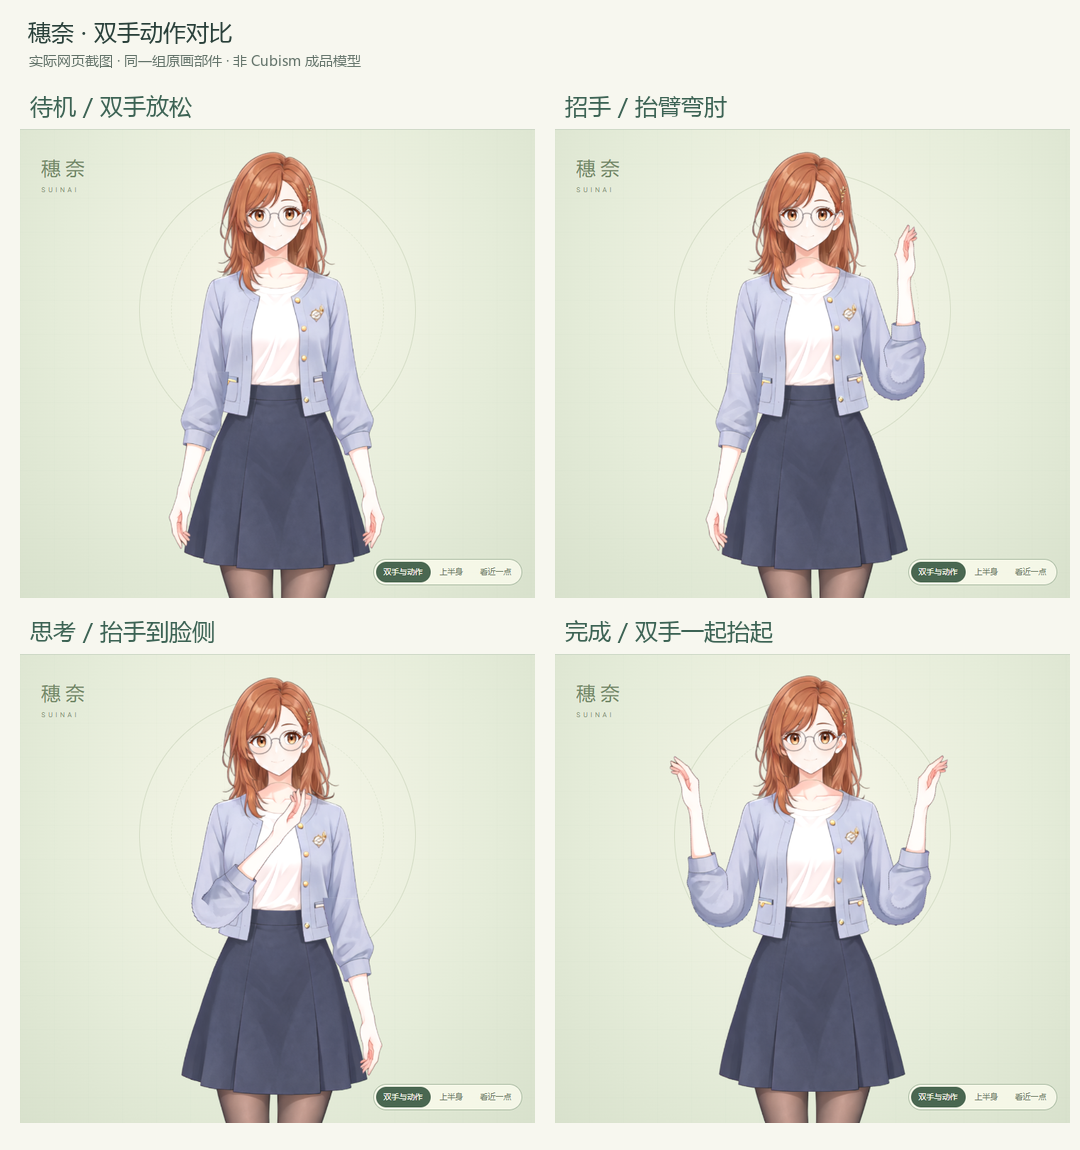 穗奈 · 双手动作对比
实际网页截图 · 同一组原画部件 · 非 Cubism 成品模型
待机 / 双手放松
穗奈
SUINAI
双手与动作 上半身 看近一点
招手 / 抬臂弯肘
穗奈
SUINAI
双手与动作 上半身 看近一点
思考 / 抬手到脸侧
穗奈
SUINAI
双手与动作 上半身 看近一点
完成 / 双手一起抬起
穗奈
SUINAI
双手与动作 上半身 看近一点